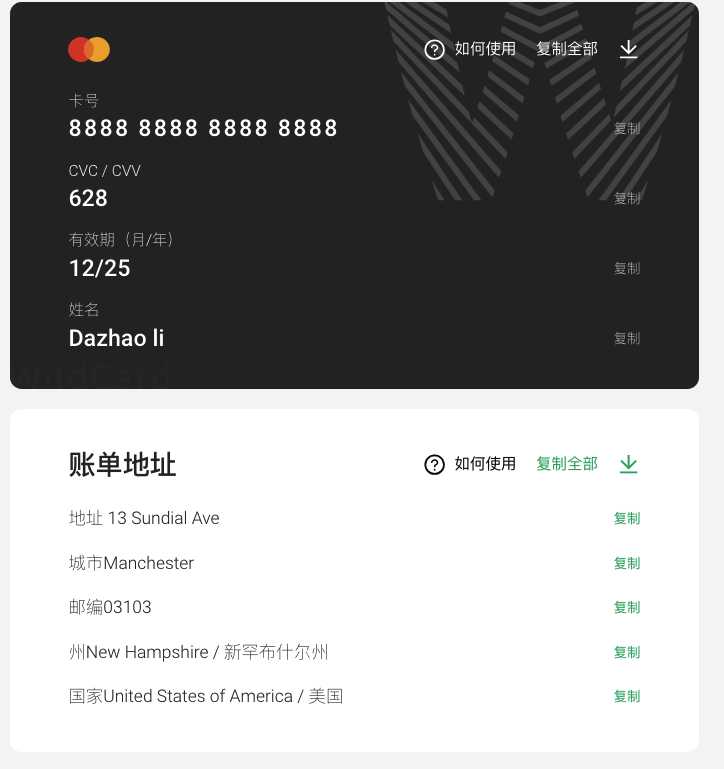 如何使用 复制全部
卡号
8888 8888 8888 8888 复制
CVC / CVV
628 复制
有效期（月/年）
12/25 复制
姓名
Dazhao li 复制
WildCard
账单地址 如何使用 复制全部
地址 13 Sundial Ave 复制
城市Manchester 复制
邮编03103 复制
州New Hampshire / 新罕布什尔州 复制
国家United States of America / 美国 复制